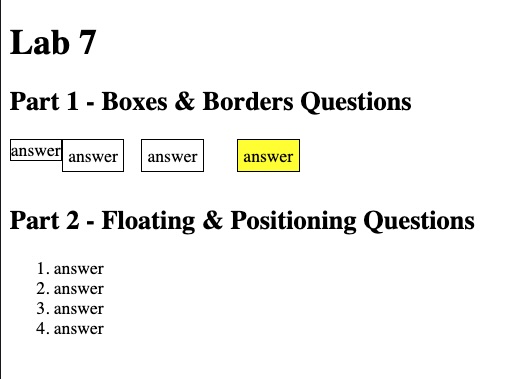 Lab 7
Part 1 - Boxes & Borders Questions
answer answer answer answer
Part 2 - Floating & Positioning Questions
1. answer
2. answer
3. answer
4. answer